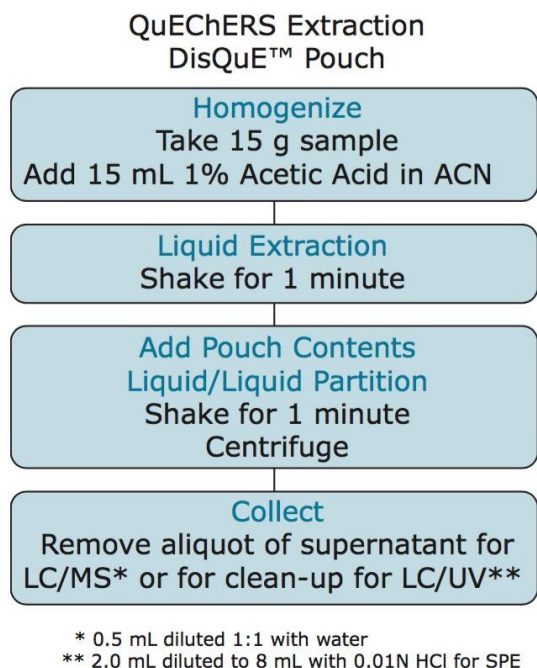 QuEChERS Extraction
DisQuE™ Pouch
Homogenize
Take 15 g sample
Add 15 mL 1% Acetic Acid in ACN
Liquid Extraction
Shake for 1 minute
Add Pouch Contents
Liquid/Liquid Partition
Shake for 1 minute
Centrifuge
Collect
Remove aliquot of supernatant for
LC/MS* or for clean-up for LC/UV**
* 0.5 mL diluted 1:1 with water
** 2.0 mL diluted to 8 mL with 0.01N HCl for SPE